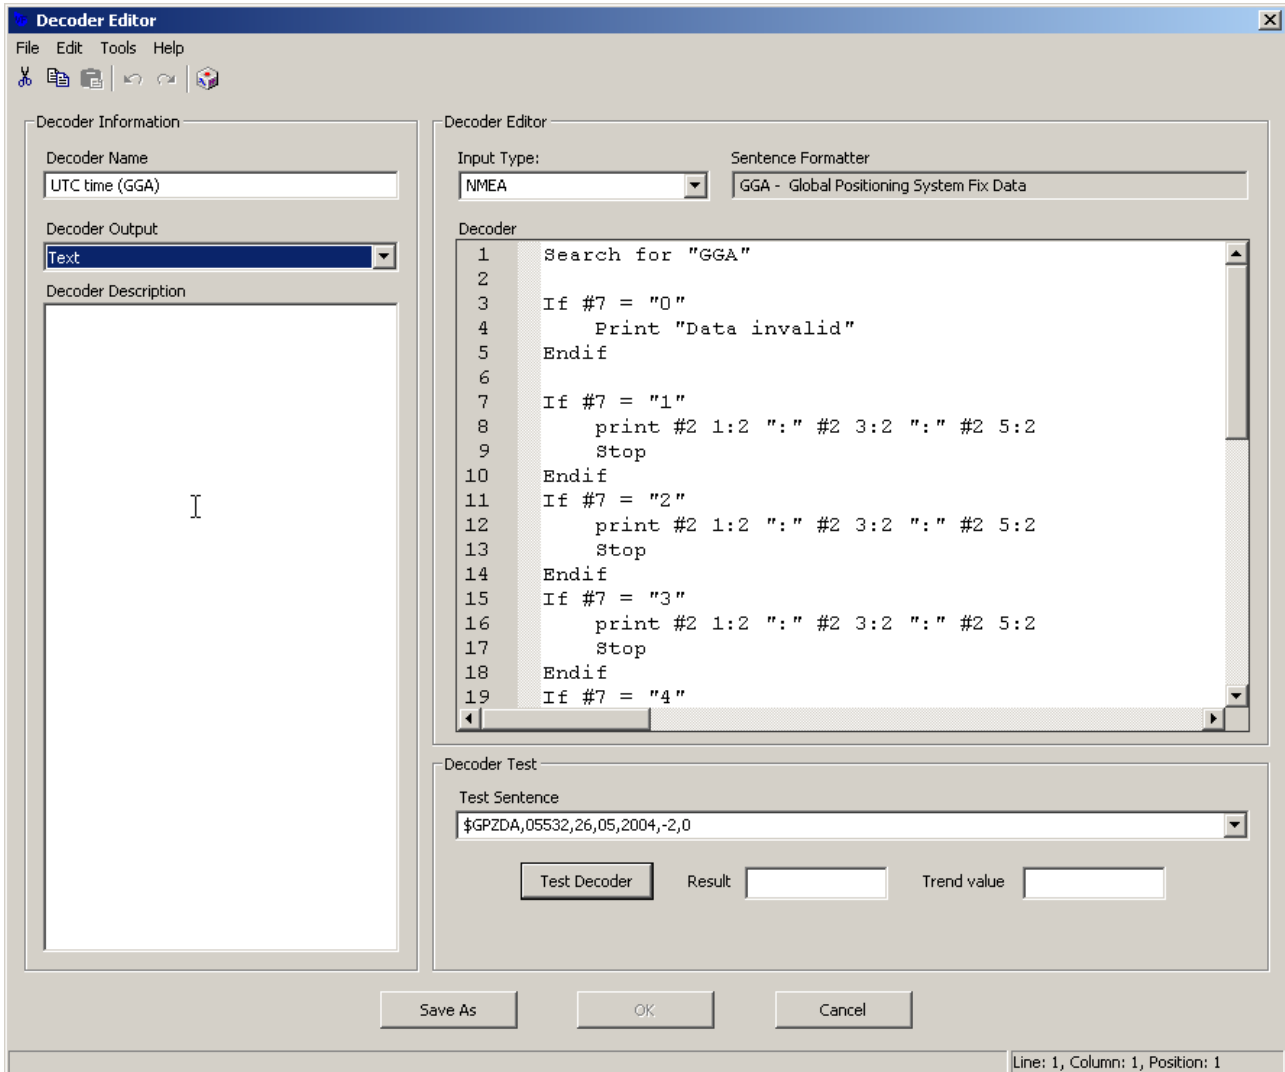 Decoder Editor
File Edit Tools Help
Decoder Information
Decoder Name
UTC time (GGA)
Decoder Output
Text
Decoder Description
Decoder Editor
Input Type:
Sentence Formatter
NMEA
GGA - Global Positioning System Fix Data
Decoder
1 Search for "GGA"
2
3 If #7 = "0"
4 Print "Data invalid"
5 Endif
6
7 If #7 = "1"
8 print #2 1:2 ":" #2 3:2 ":" #2 5:2
9 Stop
10 Endif
11 If #7 = "2"
12 print #2 1:2 ":" #2 3:2 ":" #2 5:2
13 Stop
14 Endif
15 If #7 = "3"
16 print #2 1:2 ":" #2 3:2 ":" #2 5:2
17 Stop
18 Endif
19 If #7 = "4"
Decoder Test
Test Sentence
$GPZDA,05532,26,05,2004,-2,0
Test Decoder Result Trend value
Save As OK Cancel
Line: 1, Column: 1, Position: 1